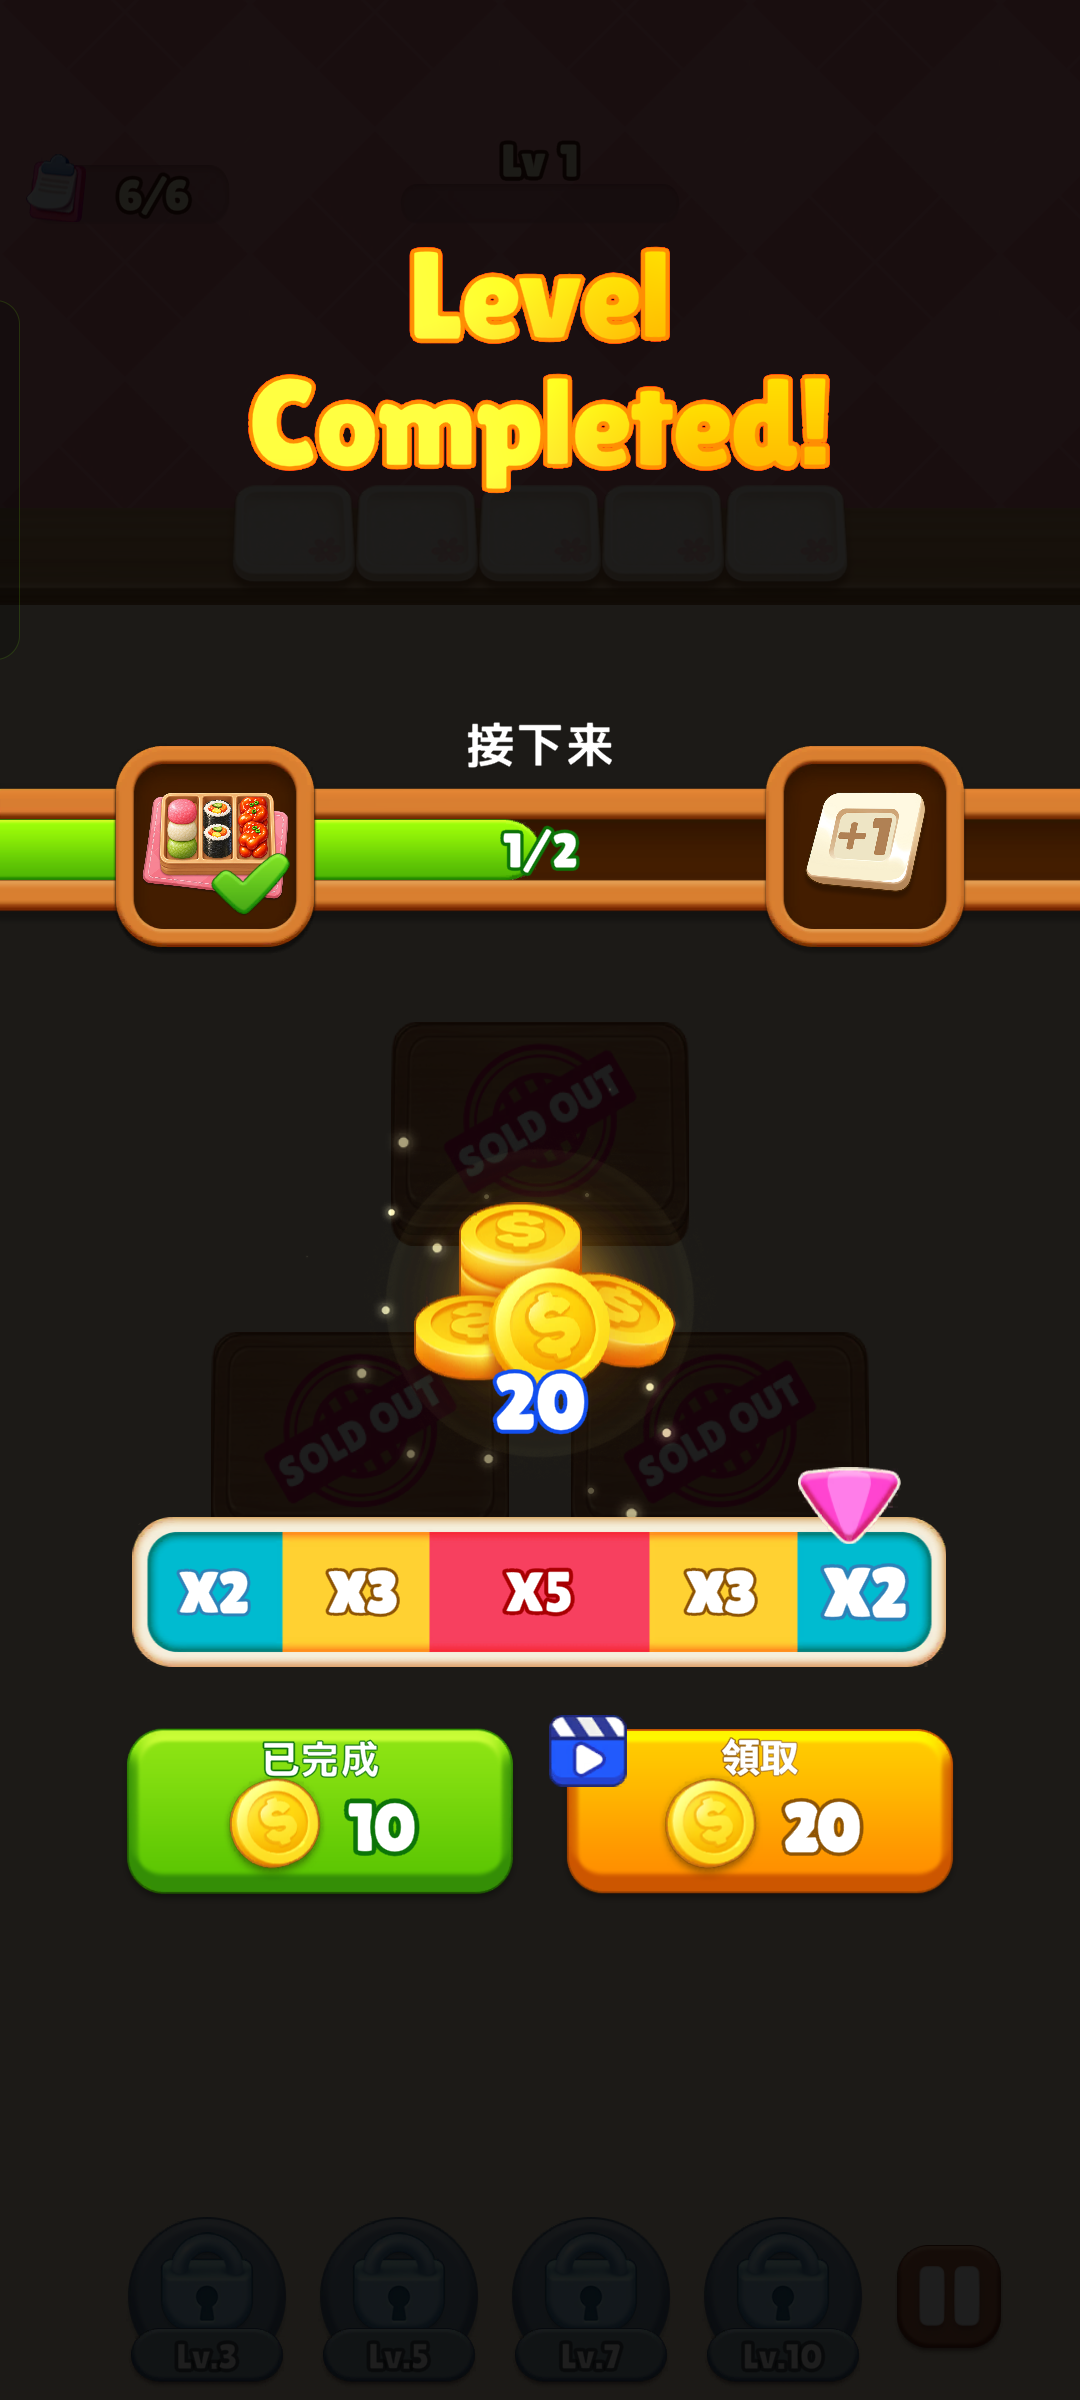 Lv 1
6/6
Level
Completed!
接下来
1/2
+1
SOLD OUT
20
SOLD OUT
SOLD OUT
X2 X3 X5 X3 X2
已完成
10
領取
20
Lv.3 Lv.5 Lv.7 Lv.10